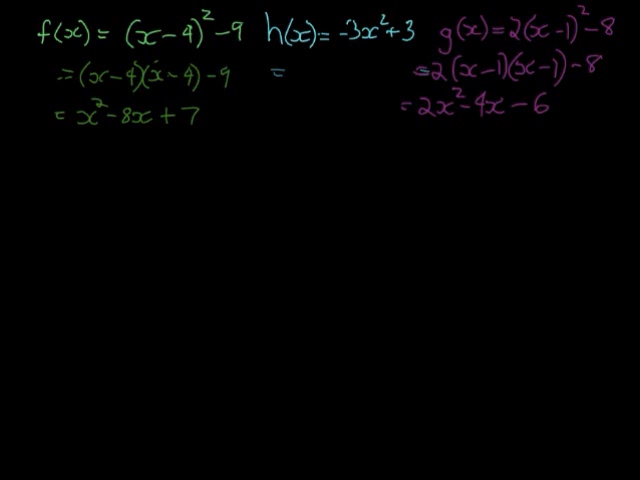 f(x) = (x-4)² -9
= (x-4)(x-4) -9
= x² -8x + 7
h(x) = -3x² + 3
=
g(x) = 2(x-1)² -8
= 2(x-1)(x-1) -8
= 2x² -4x - 6